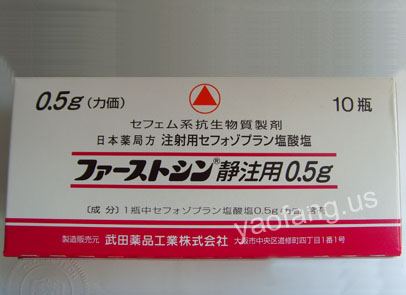 0.5g(力価)
10瓶
セフェム系抗生物質製剤
日本薬局方 注射用セフォゾプラン塩酸塩
ファーストシン®静注用0.5g
〔成分〕1瓶中セフォゾプラン塩酸塩0.5g(力価)含有
製造販売元 武田薬品工業株式会社 大阪市中央区道修町四丁目1番1号
yaofang.us